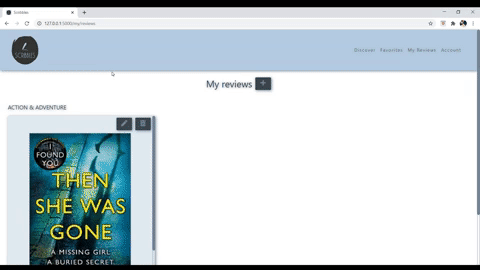 Scribbles
127.0.0.1:5000/my/reviews
SCRIBBLES
Discover Favorites My Reviews Account
My reviews +
ACTION & ADVENTURE
I
FOUND
YOU
THEN
SHE WAS
GONE
A MISSING GIRL.
A BURIED SECRET.